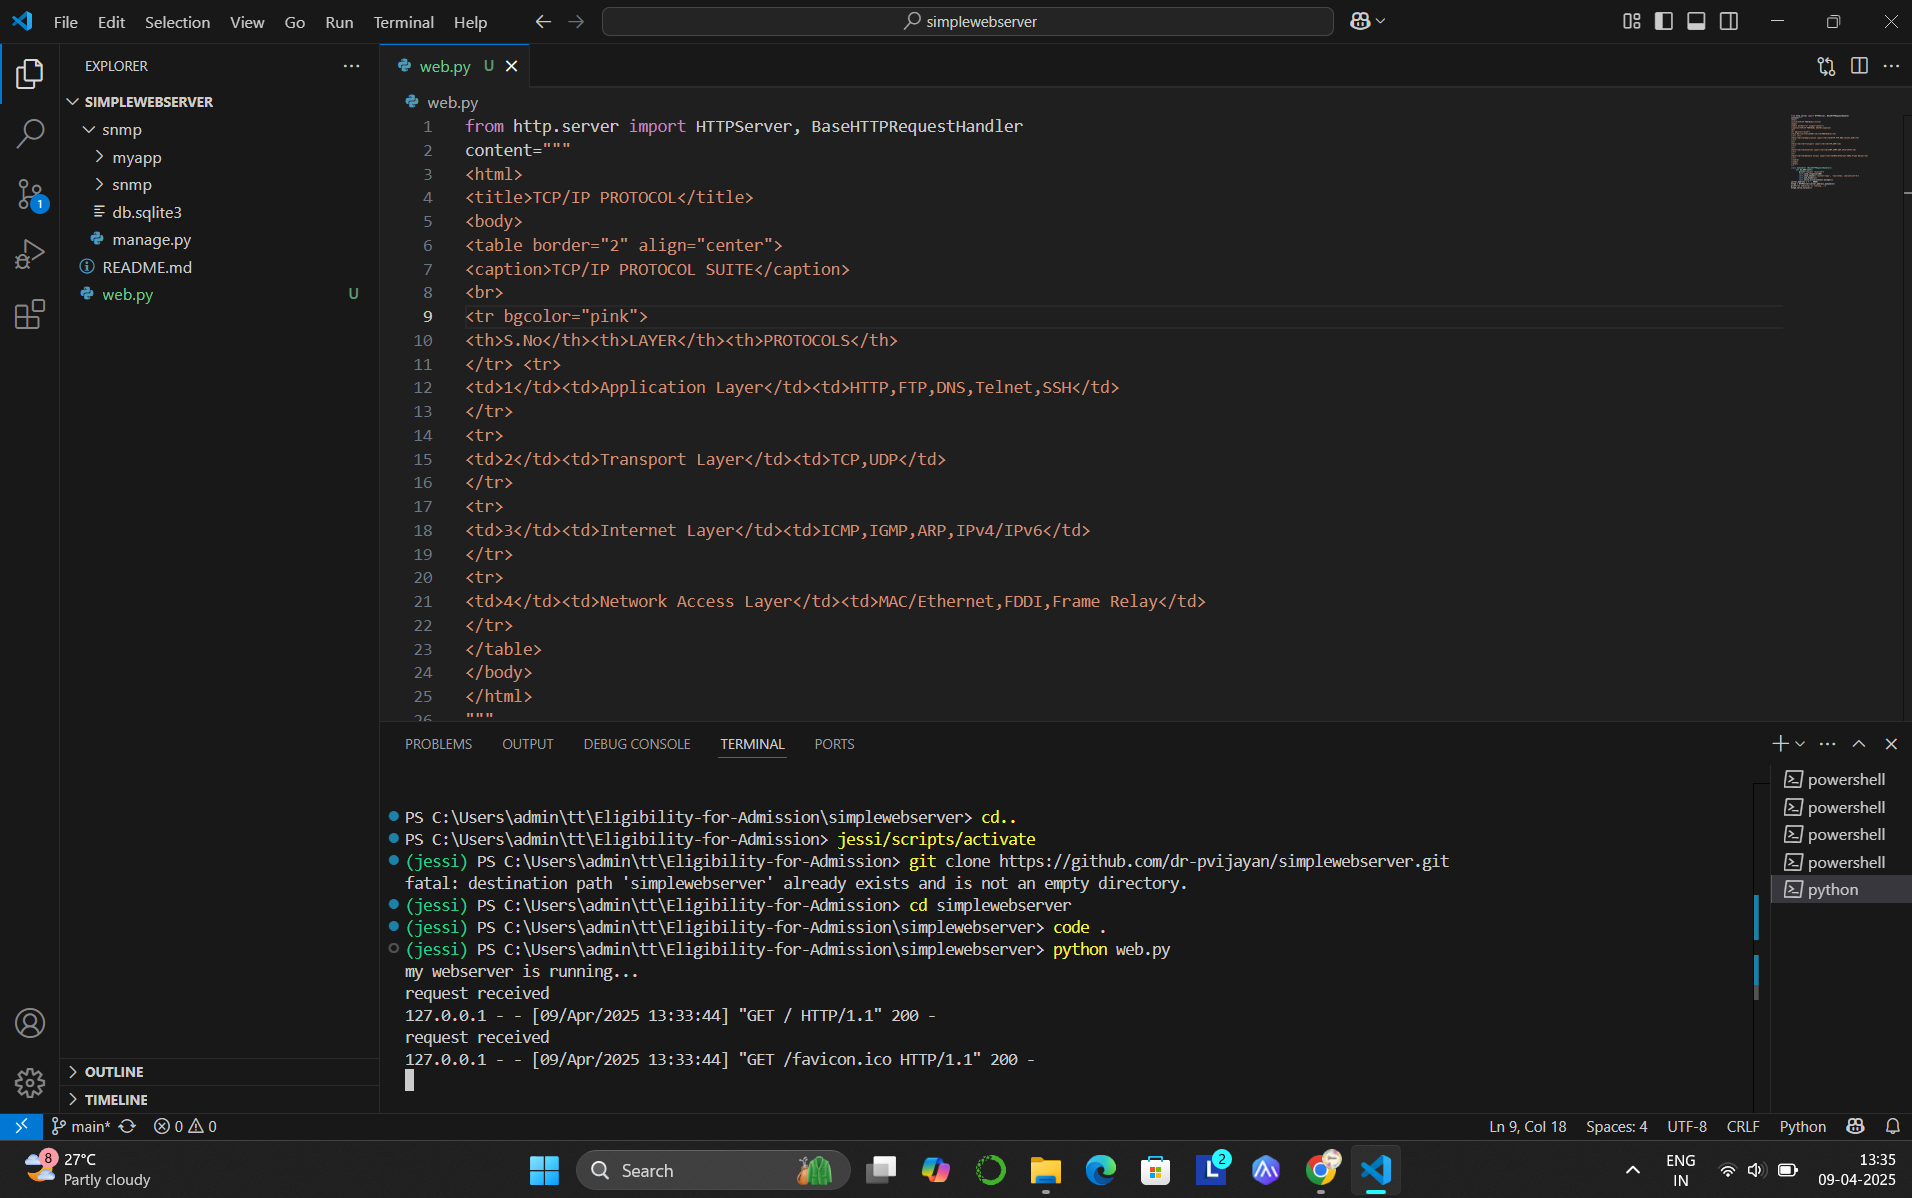 File Edit Selection View Go Run Terminal Help
simplewebserver
EXPLORER
SIMPLEWEBSERVER
snmp
myapp
snmp
db.sqlite3
manage.py
README.md
web.py U
OUTLINE
TIMELINE
web.py U
web.py
1 from http.server import HTTPServer, BaseHTTPRequestHandler
2 content="""
3 <html>
4 <title>TCP/IP PROTOCOL</title>
5 <body>
6 <table border="2" align="center">
7 <caption>TCP/IP PROTOCOL SUITE</caption>
8 <br>
9 <tr bgcolor="pink">
10 <th>S.No</th><th>LAYER</th><th>PROTOCOLS</th>
11 </tr> <tr>
12 <td>1</td><td>Application Layer</td><td>HTTP,FTP,DNS,Telnet,SSH</td>
13 </tr>
14 <tr>
15 <td>2</td><td>Transport Layer</td><td>TCP,UDP</td>
16 </tr>
17 <tr>
18 <td>3</td><td>Internet Layer</td><td>ICMP,IGMP,ARP,IPv4/IPv6</td>
19 </tr>
20 <tr>
21 <td>4</td><td>Network Access Layer</td><td>MAC/Ethernet,FDDI,Frame Relay</td>
22 </tr>
23 </table>
24 </body>
25 </html>
26 """
PROBLEMS OUTPUT DEBUG CONSOLE TERMINAL PORTS
PS C:\Users\admin\tt\Eligibility-for-Admission\simplewebserver> cd..
PS C:\Users\admin\tt\Eligibility-for-Admission> jessi/scripts/activate
(jessi) PS C:\Users\admin\tt\Eligibility-for-Admission> git clone https://github.com/dr-pvijayan/simplewebserver.git
fatal: destination path 'simplewebserver' already exists and is not an empty directory.
(jessi) PS C:\Users\admin\tt\Eligibility-for-Admission> cd simplewebserver
(jessi) PS C:\Users\admin\tt\Eligibility-for-Admission\simplewebserver> code .
(jessi) PS C:\Users\admin\tt\Eligibility-for-Admission\simplewebserver> python web.py
my webserver is running...
request received
127.0.0.1 - - [09/Apr/2025 13:33:44] "GET / HTTP/1.1" 200 -
request received
127.0.0.1 - - [09/Apr/2025 13:33:44] "GET /favicon.ico HTTP/1.1" 200 -
powershell
powershell
powershell
powershell
python
1
main* 0 0
Ln 9, Col 18 Spaces: 4 UTF-8 CRLF Python
8
27°C
Partly cloudy
Search
L 2
ENG
IN
13:35
09-04-2025